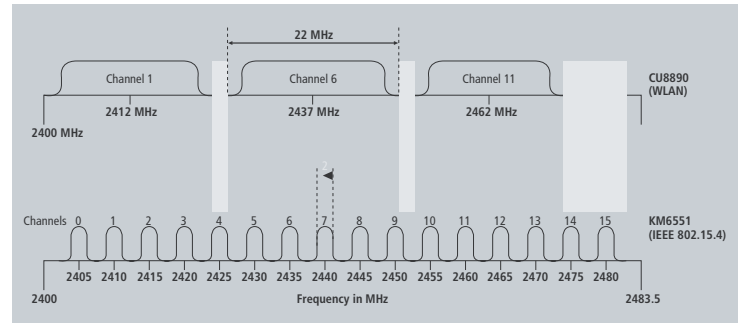 22 MHz
Channel 1 Channel 6 Channel 11 CU8890
(WLAN)
2412 MHz 2437 MHz 2462 MHz
2400 MHz
2
Channels 0 1 2 3 4 5 6 7 8 9 10 11 12 13 14 15 KM6551
(IEEE 802.15.4)
2405 2410 2415 2420 2425 2430 2435 2440 2445 2450 2455 2460 2465 2470 2475 2480
2400 Frequency in MHz 2483.5